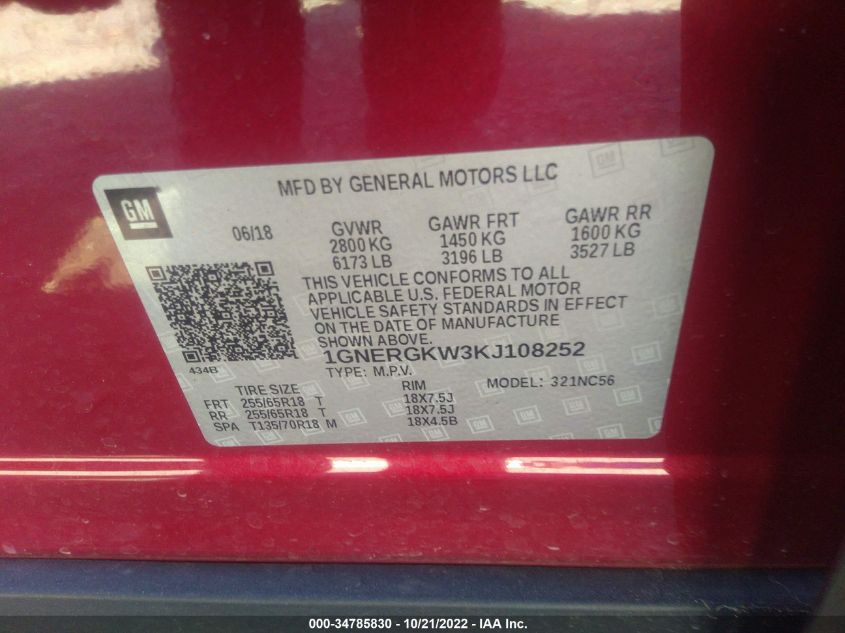 MFD BY GENERAL MOTORS LLC
GM
06/18 GVWR GAWR FRT GAWR RR
2800 KG 1450 KG 1600 KG
6173 LB 3196 LB 3527 LB
THIS VEHICLE CONFORMS TO ALL
APPLICABLE U.S. FEDERAL MOTOR
VEHICLE SAFETY STANDARDS IN EFFECT
ON THE DATE OF MANUFACTURE
SHOWN ABOVE.
434B
1GNERGKW3KJ108252
TYPE: M.P.V. MODEL: 321NC56
TIRE SIZE RIM
FRT 255/65R18 T 18X7.5J
RR 255/65R18 T 18X7.5J
SPA T135/70R18 M 18X4.5B
000-34785830 - 10/21/2022 - IAA Inc.